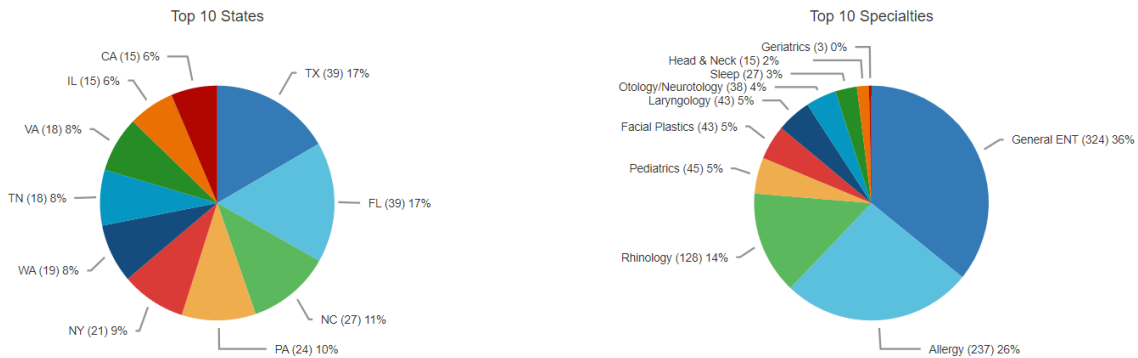 Top 10 States
CA (15) 6%
IL (15) 6%
VA (18) 8%
TN (18) 8%
WA (19) 8%
NY (21) 9%
PA (24) 10%
NC (27) 11%
FL (39) 17%
TX (39) 17%
Top 10 Specialties
Geriatrics (3) 0%
Head & Neck (15) 2%
Sleep (27) 3%
Otology/Neurotology (38) 4%
Laryngology (43) 5%
Facial Plastics (43) 5%
Pediatrics (45) 5%
Rhinology (128) 14%
Allergy (237) 26%
General ENT (324) 36%